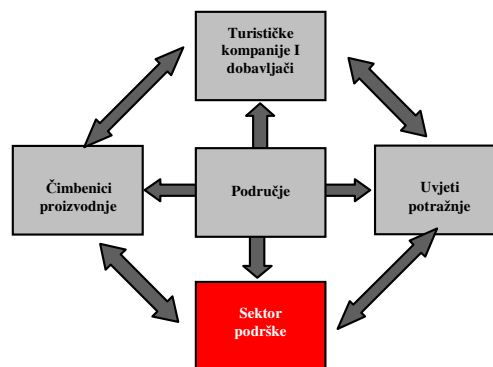 Turističke
kompanije I
dobavljači
Čimbenici
proizvodnje
Područje
Uvjeti
potražnje
Sektor
podrške